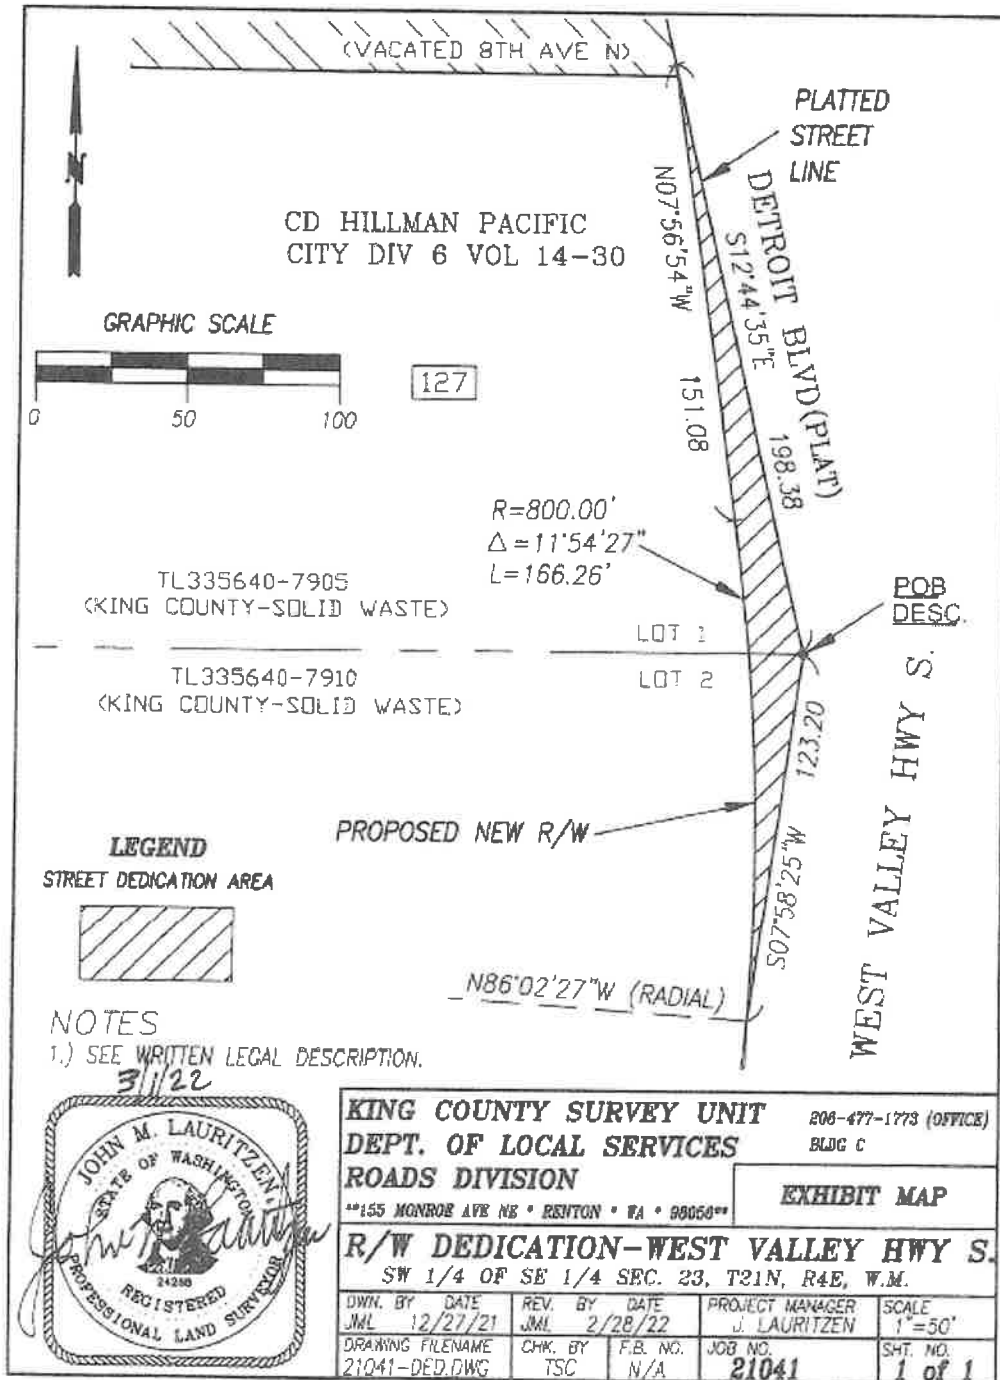 (VACATED 8TH AVE N)
PLATTED
STREET
LINE
N
CD HILLMAN PACIFIC
CITY DIV 6 VOL 14-30
N07°56'54"W
151.08
DETROIT BLVD(PLAT)
S12°44'35"E
198.38
GRAPHIC SCALE
0 50 100
127
R=800.00'
Δ=11°54'27"
L=166.26'
TL335640-7905
(KING COUNTY-SOLID WASTE)
LOT 1
POB
DESC.
TL335640-7910
(KING COUNTY-SOLID WASTE)
LOT 2
123.20
S07°58'25"W
WEST VALLEY HWY S.
PROPOSED NEW R/W
LEGEND
STREET DEDICATION AREA
N86°02'27"W (RADIAL)
NOTES
1.) SEE WRITTEN LEGAL DESCRIPTION.
3/1/22
JOHN M. LAURITZEN
STATE OF WASHINGTON
24288
REGISTERED
PROFESSIONAL LAND SURVEYOR
KING COUNTY SURVEY UNIT 206-477-1773 (OFFICE)
DEPT. OF LOCAL SERVICES BLDG C
ROADS DIVISION
**155 MONROE AVE NE * RENTON * WA * 98056**
EXHIBIT MAP
R/W DEDICATION-WEST VALLEY HWY S.
SW 1/4 OF SE 1/4 SEC. 23, T21N, R4E, W.M.
DWN. BY DATE
JML 12/27/21
REV. BY DATE
JML 2/28/22
PROJECT MANAGER
J. LAURITZEN
SCALE
1"=50'
DRAWING FILENAME
21041-DED.DWG
CHK. BY
TSC
F.B. NO.
N/A
JOB NO.
21041
SHT. NO.
1 of 1